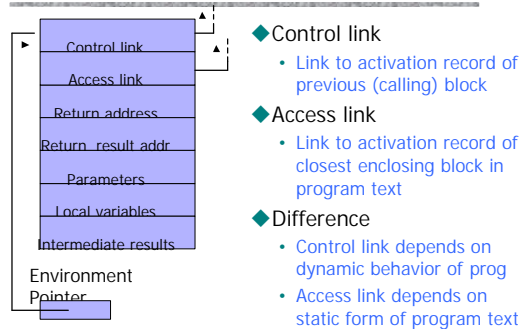 Control link
Access link
Return address
Return result addr
Parameters
Local variables
Intermediate results
Environment
Pointer
◆Control link
• Link to activation record of
previous (calling) block
◆Access link
• Link to activation record of
closest enclosing block in
program text
◆Difference
• Control link depends on
dynamic behavior of prog
• Access link depends on
static form of program text